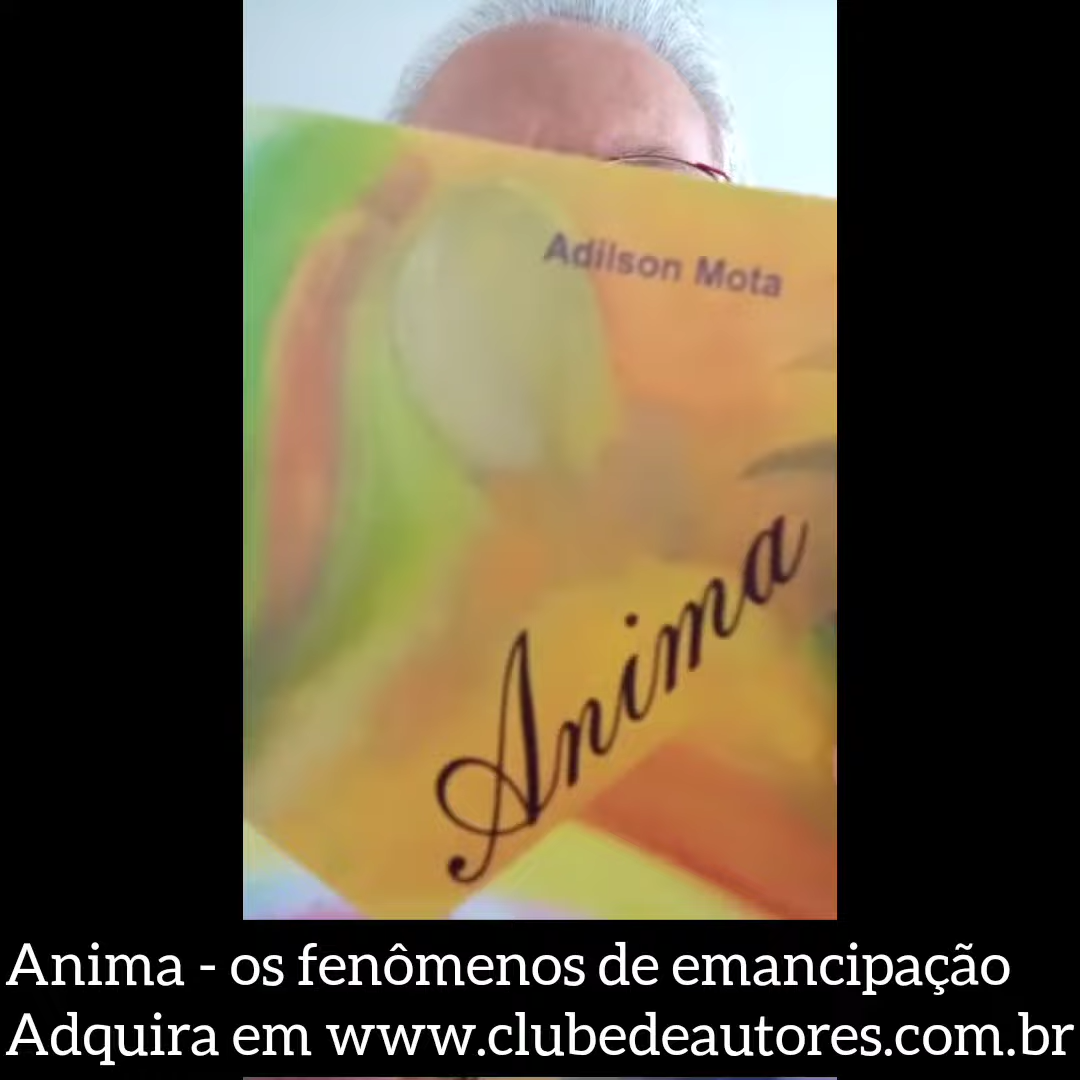 Adilson Mota
Anima
Anima - os fenômenos de emancipação
Adquira em www.clubedeautores.com.br